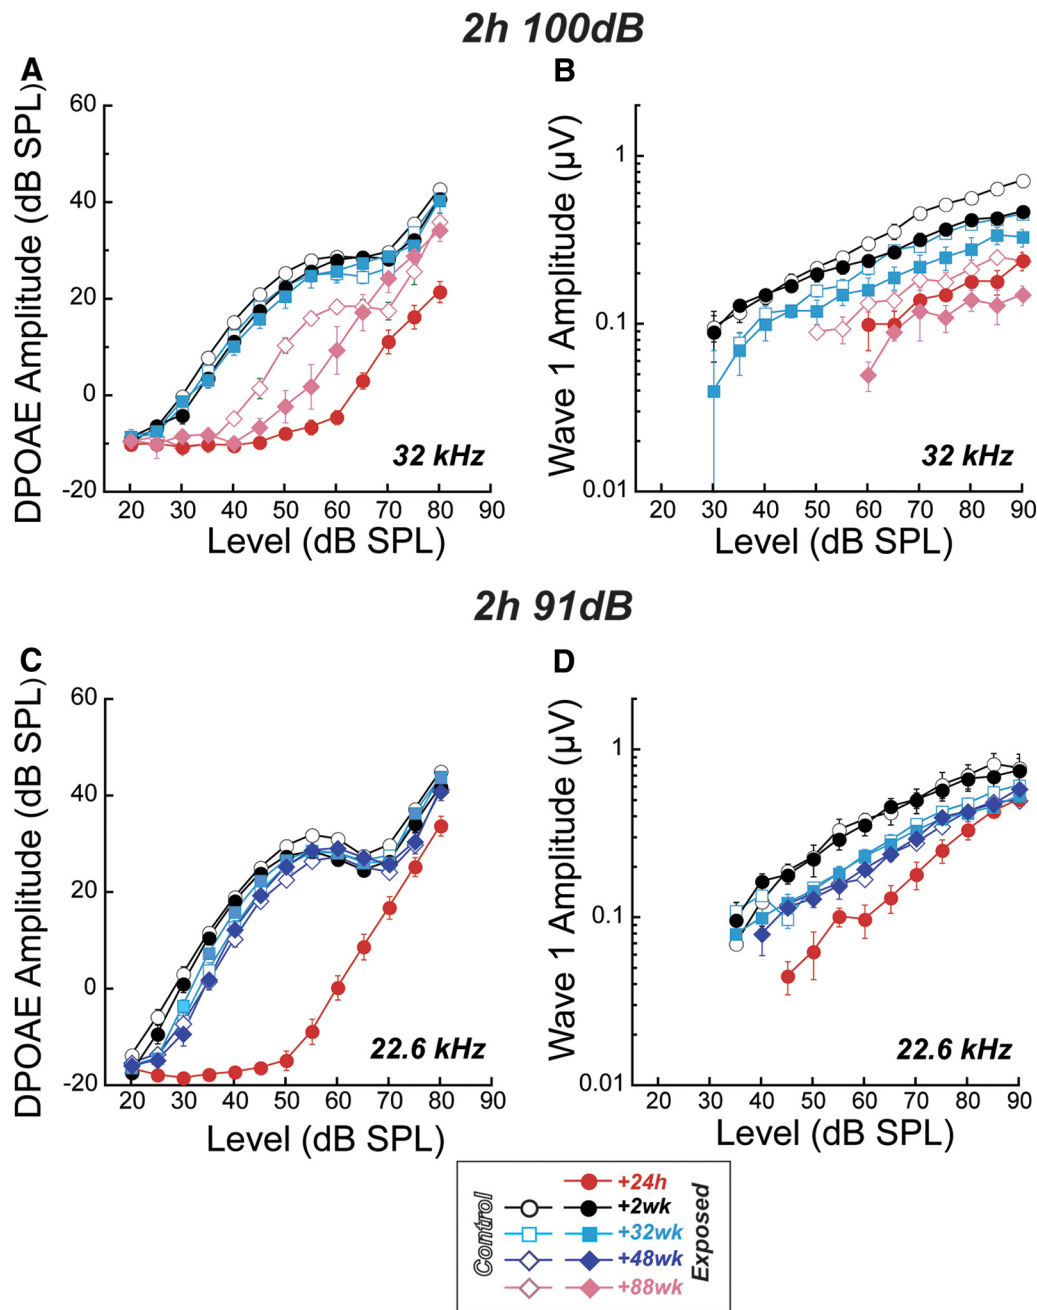 2h 100dB
A
B
DPOAE Amplitude (dB SPL)
60
40
20
0
-20
20 30 40 50 60 70 80 90
Level (dB SPL)
32 kHz
Wave 1 Amplitude (µV)
1
0.1
0.01
20 30 40 50 60 70 80 90
Level (dB SPL)
32 kHz
2h 91dB
C
D
DPOAE Amplitude (dB SPL)
60
40
20
0
-20
20 30 40 50 60 70 80 90
Level (dB SPL)
22.6 kHz
Wave 1 Amplitude (µV)
1
0.1
0.01
20 30 40 50 60 70 80 90
Level (dB SPL)
22.6 kHz
Control
+24h
+2wk
+32wk
+48wk
+88wk
Exposed